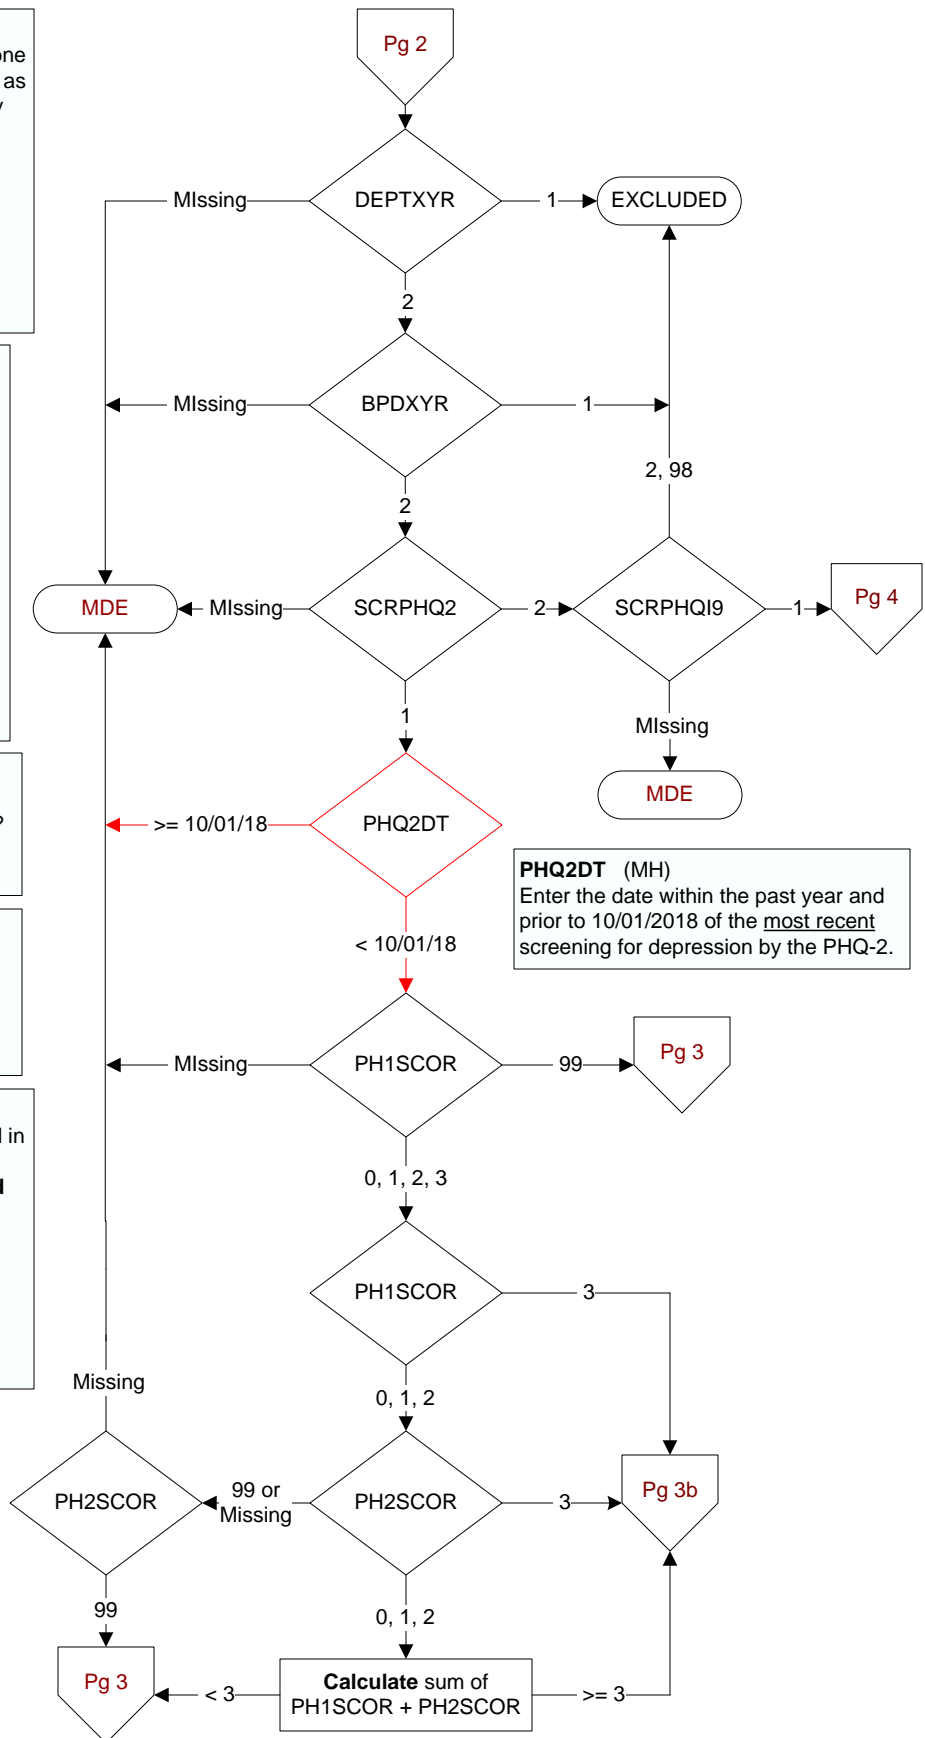 Pg 2
one
as
DEPTXYR
MIssing
1
EXCLUDED
2
BPDXYR
MIssing
1
2, 98
2
MDE
MIssing
SCRPHQ2
2
SCRPHQI9
1
Pg 4
1
MIssing
MDE
>= 10/01/18
PHQ2DT
?
PHQ2DT (MH)
Enter the date within the past year and
prior to 10/01/2018 of the most recent
screening for depression by the PHQ-2.
< 10/01/18
MIssing
PH1SCOR
99
Pg 3
in
0, 1, 2, 3
PH1SCOR
3
Missing
0, 1, 2
PH2SCOR
99 or
Missing
PH2SCOR
3
Pg 3b
99
0, 1, 2
Pg 3
< 3
Calculate sum of
PH1SCOR + PH2SCOR
>= 3